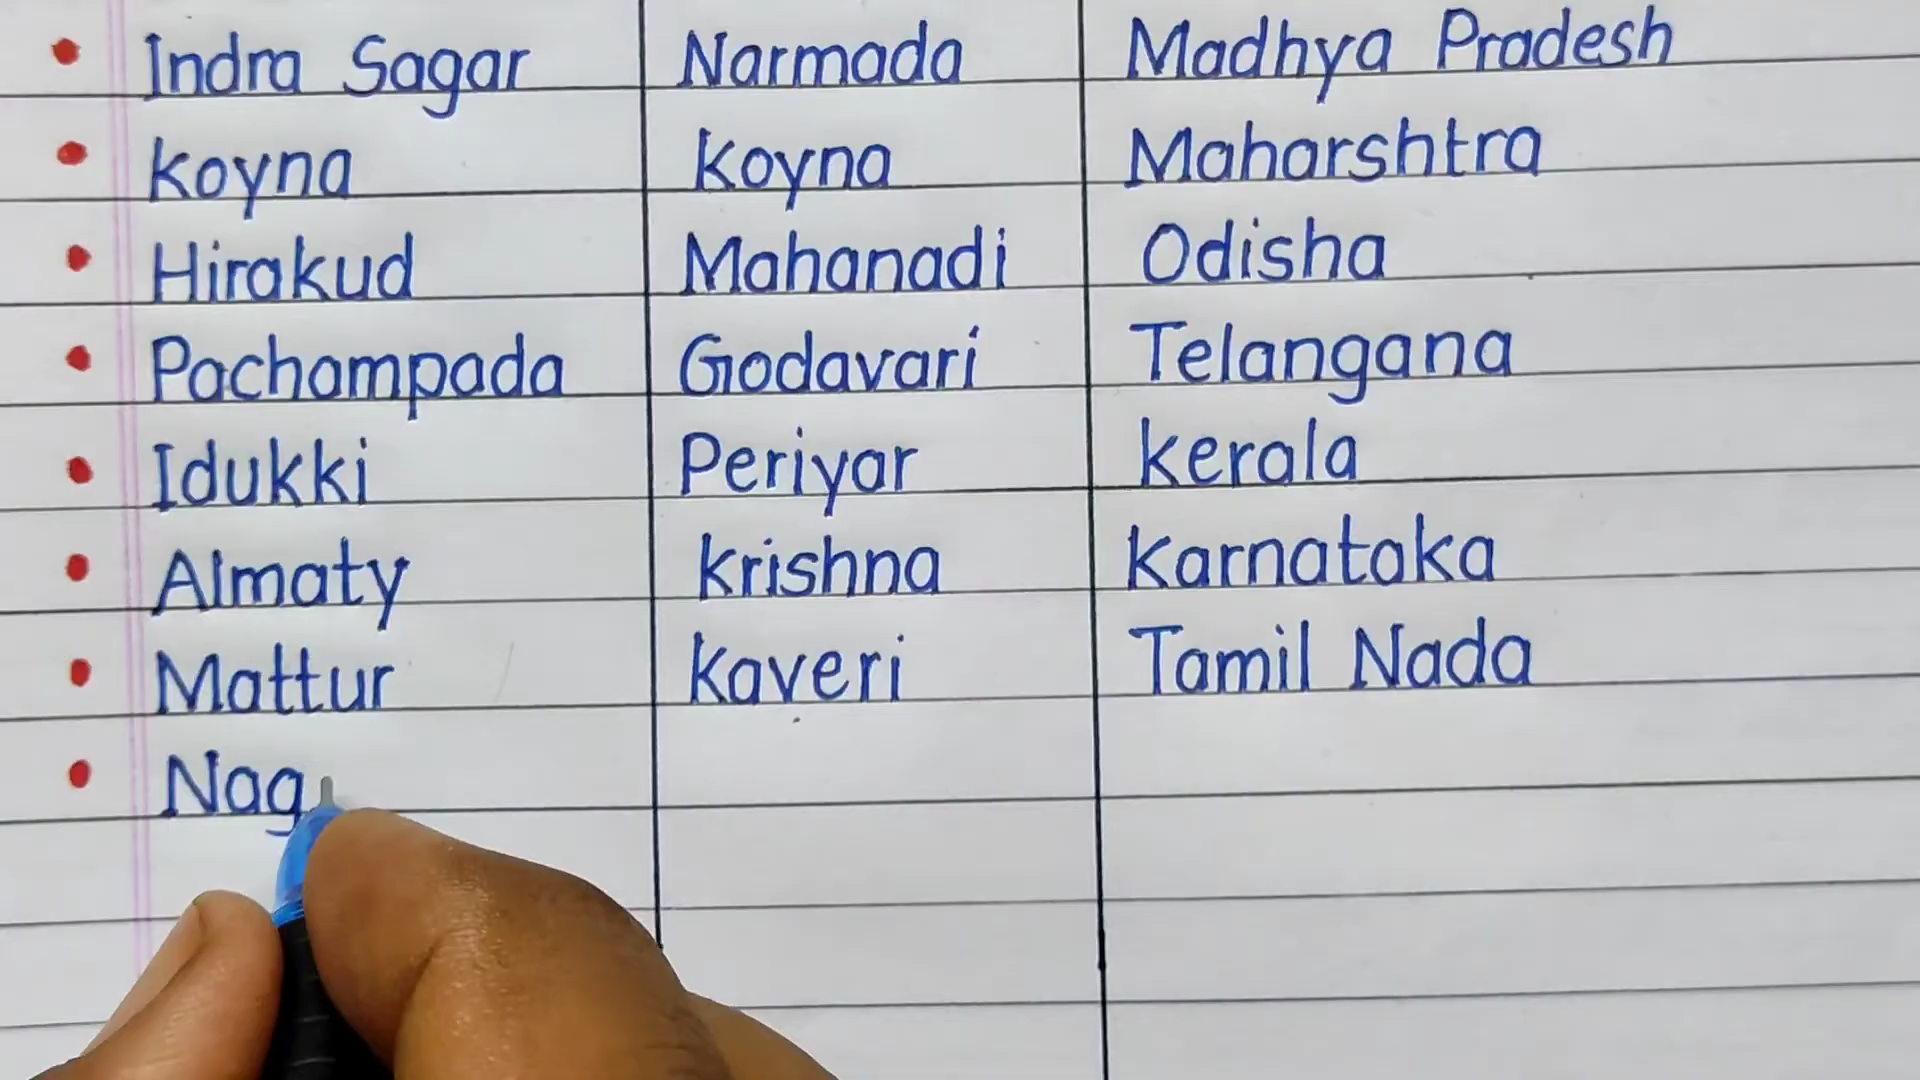 Indra Sagar Narmada Madhya Pradesh
Koyna Koyna Maharshtra
Hirakud Mahanadi Odisha
Pochampada Godavari Telangana
Idukki Periyar Kerala
Almaty Krishna Karnataka
Mattur Kaveri Tamil Nada
Nag